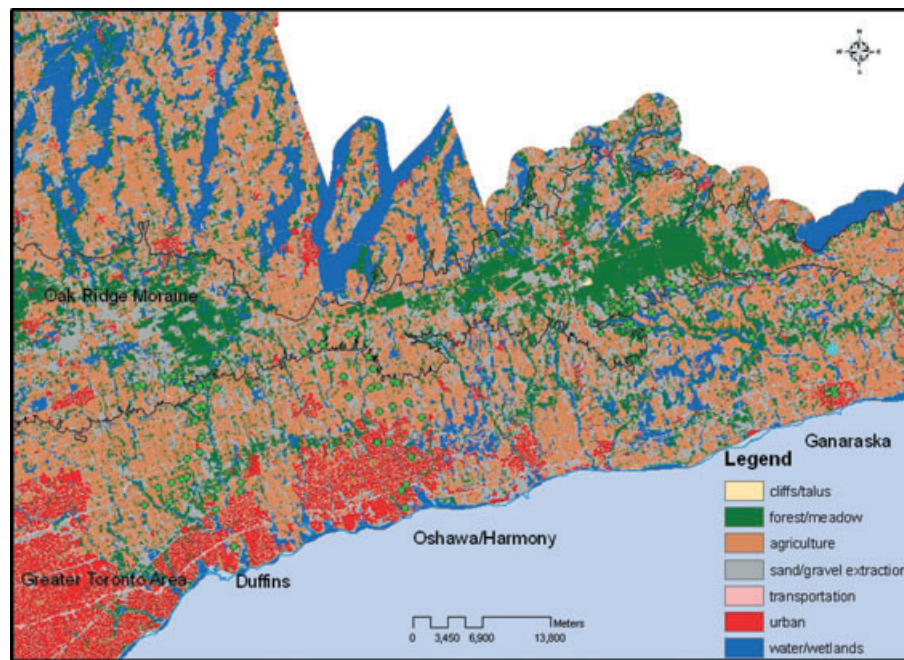 N
W E
S
Oak Ridge Moraine
Ganaraska
Legend
cliffs/talus
forest/meadow
agriculture
sand/gravel extraction
transportation
urban
water/wetlands
Oshawa/Harmony
Greater Toronto Area
Duffins
Meters
0 3,450 6,900 13,800